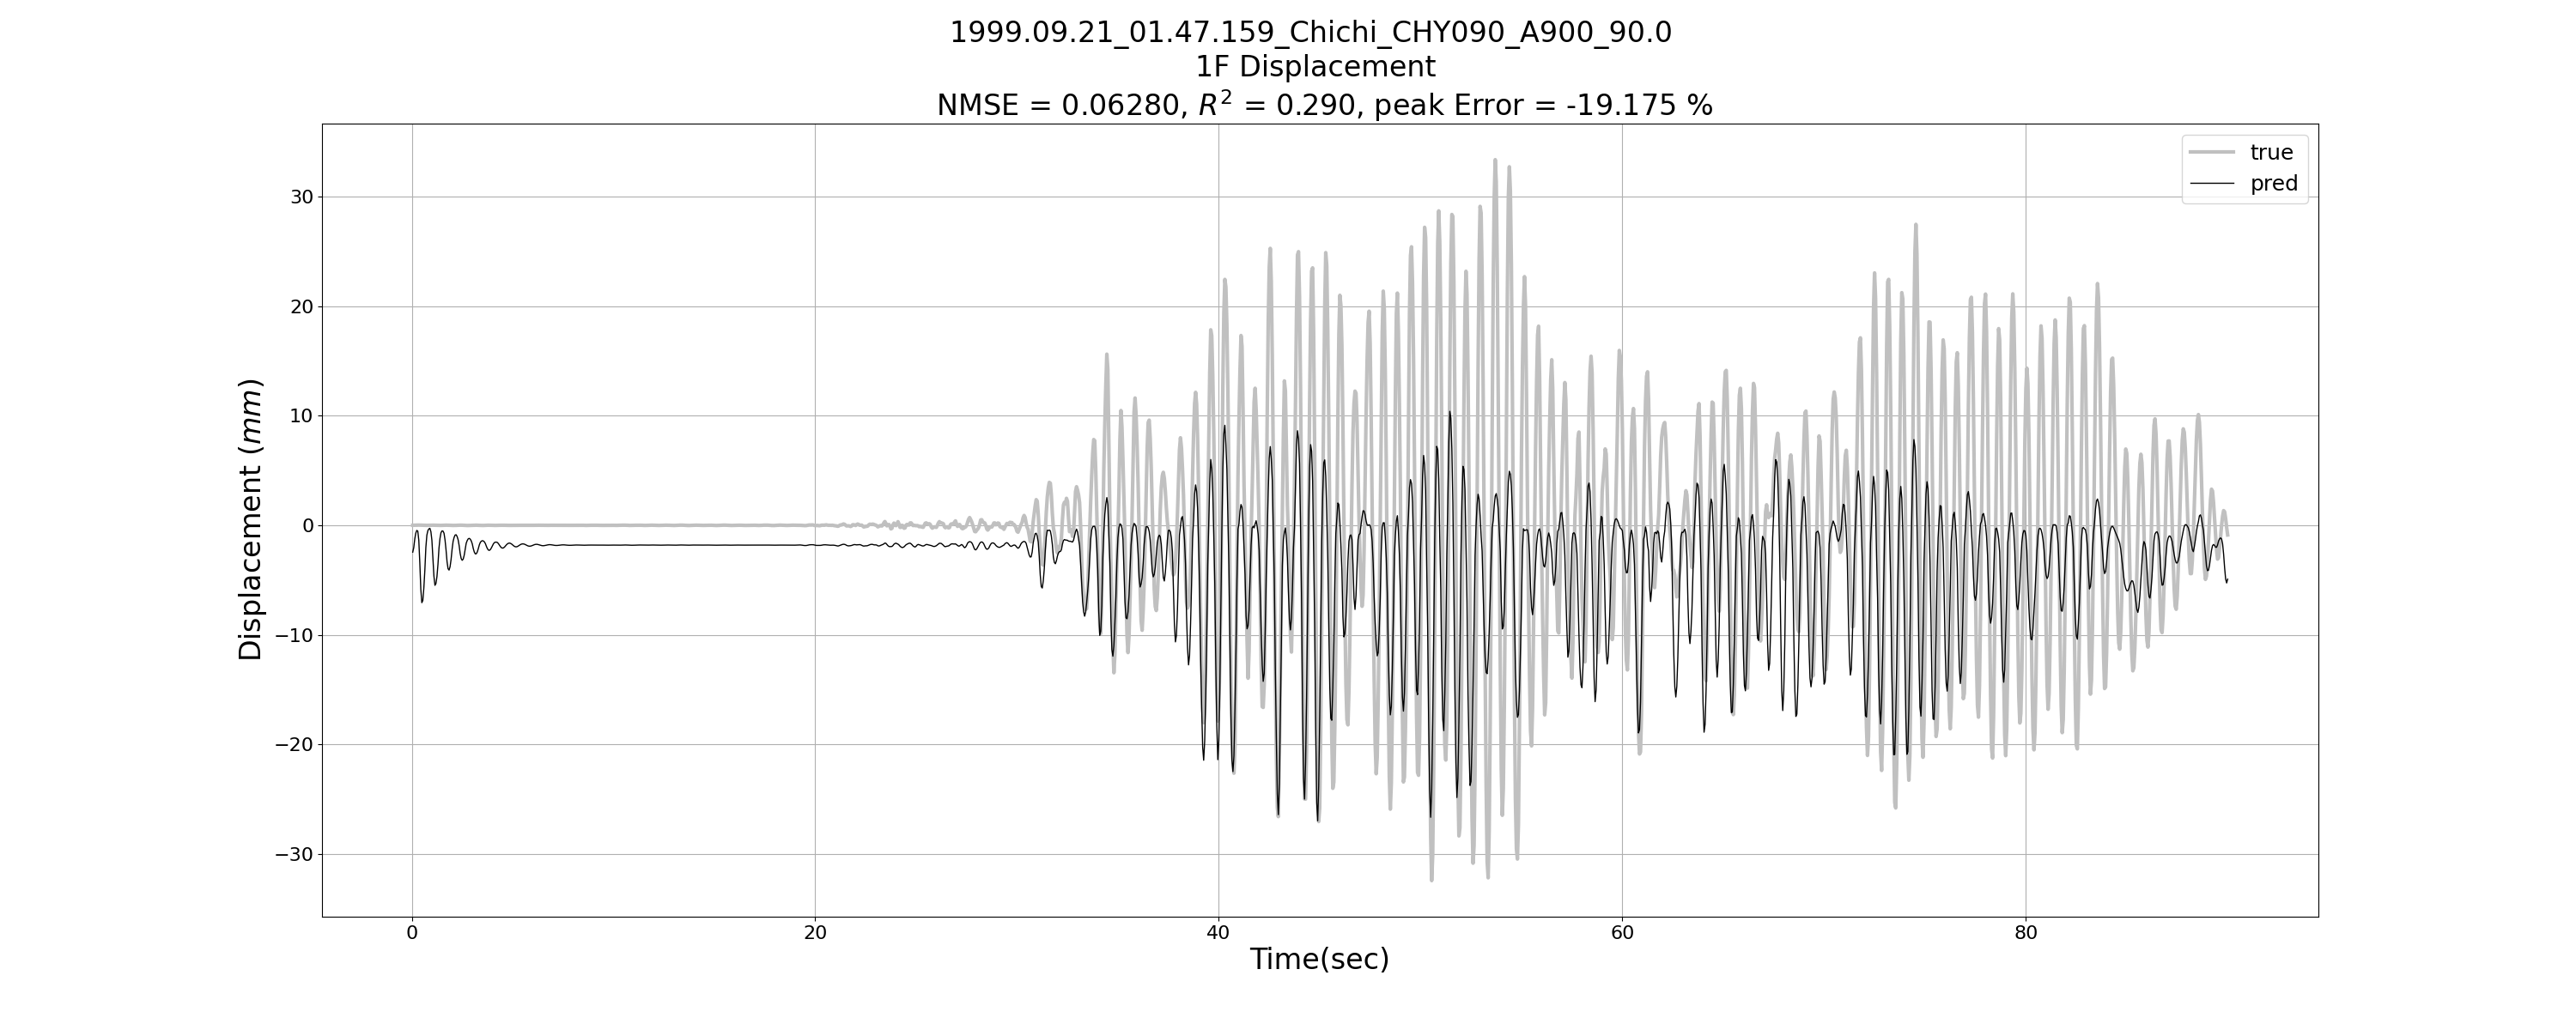 1999.09.21_01.47.159_Chichi_CHY090_A900_90.0
1F Displacement
NMSE = 0.06280, R² = 0.290, peak Error = -19.175 %
true
pred
Displacement (mm)
30
20
10
0
−10
−20
−30
0 20 40 60 80
Time(sec)